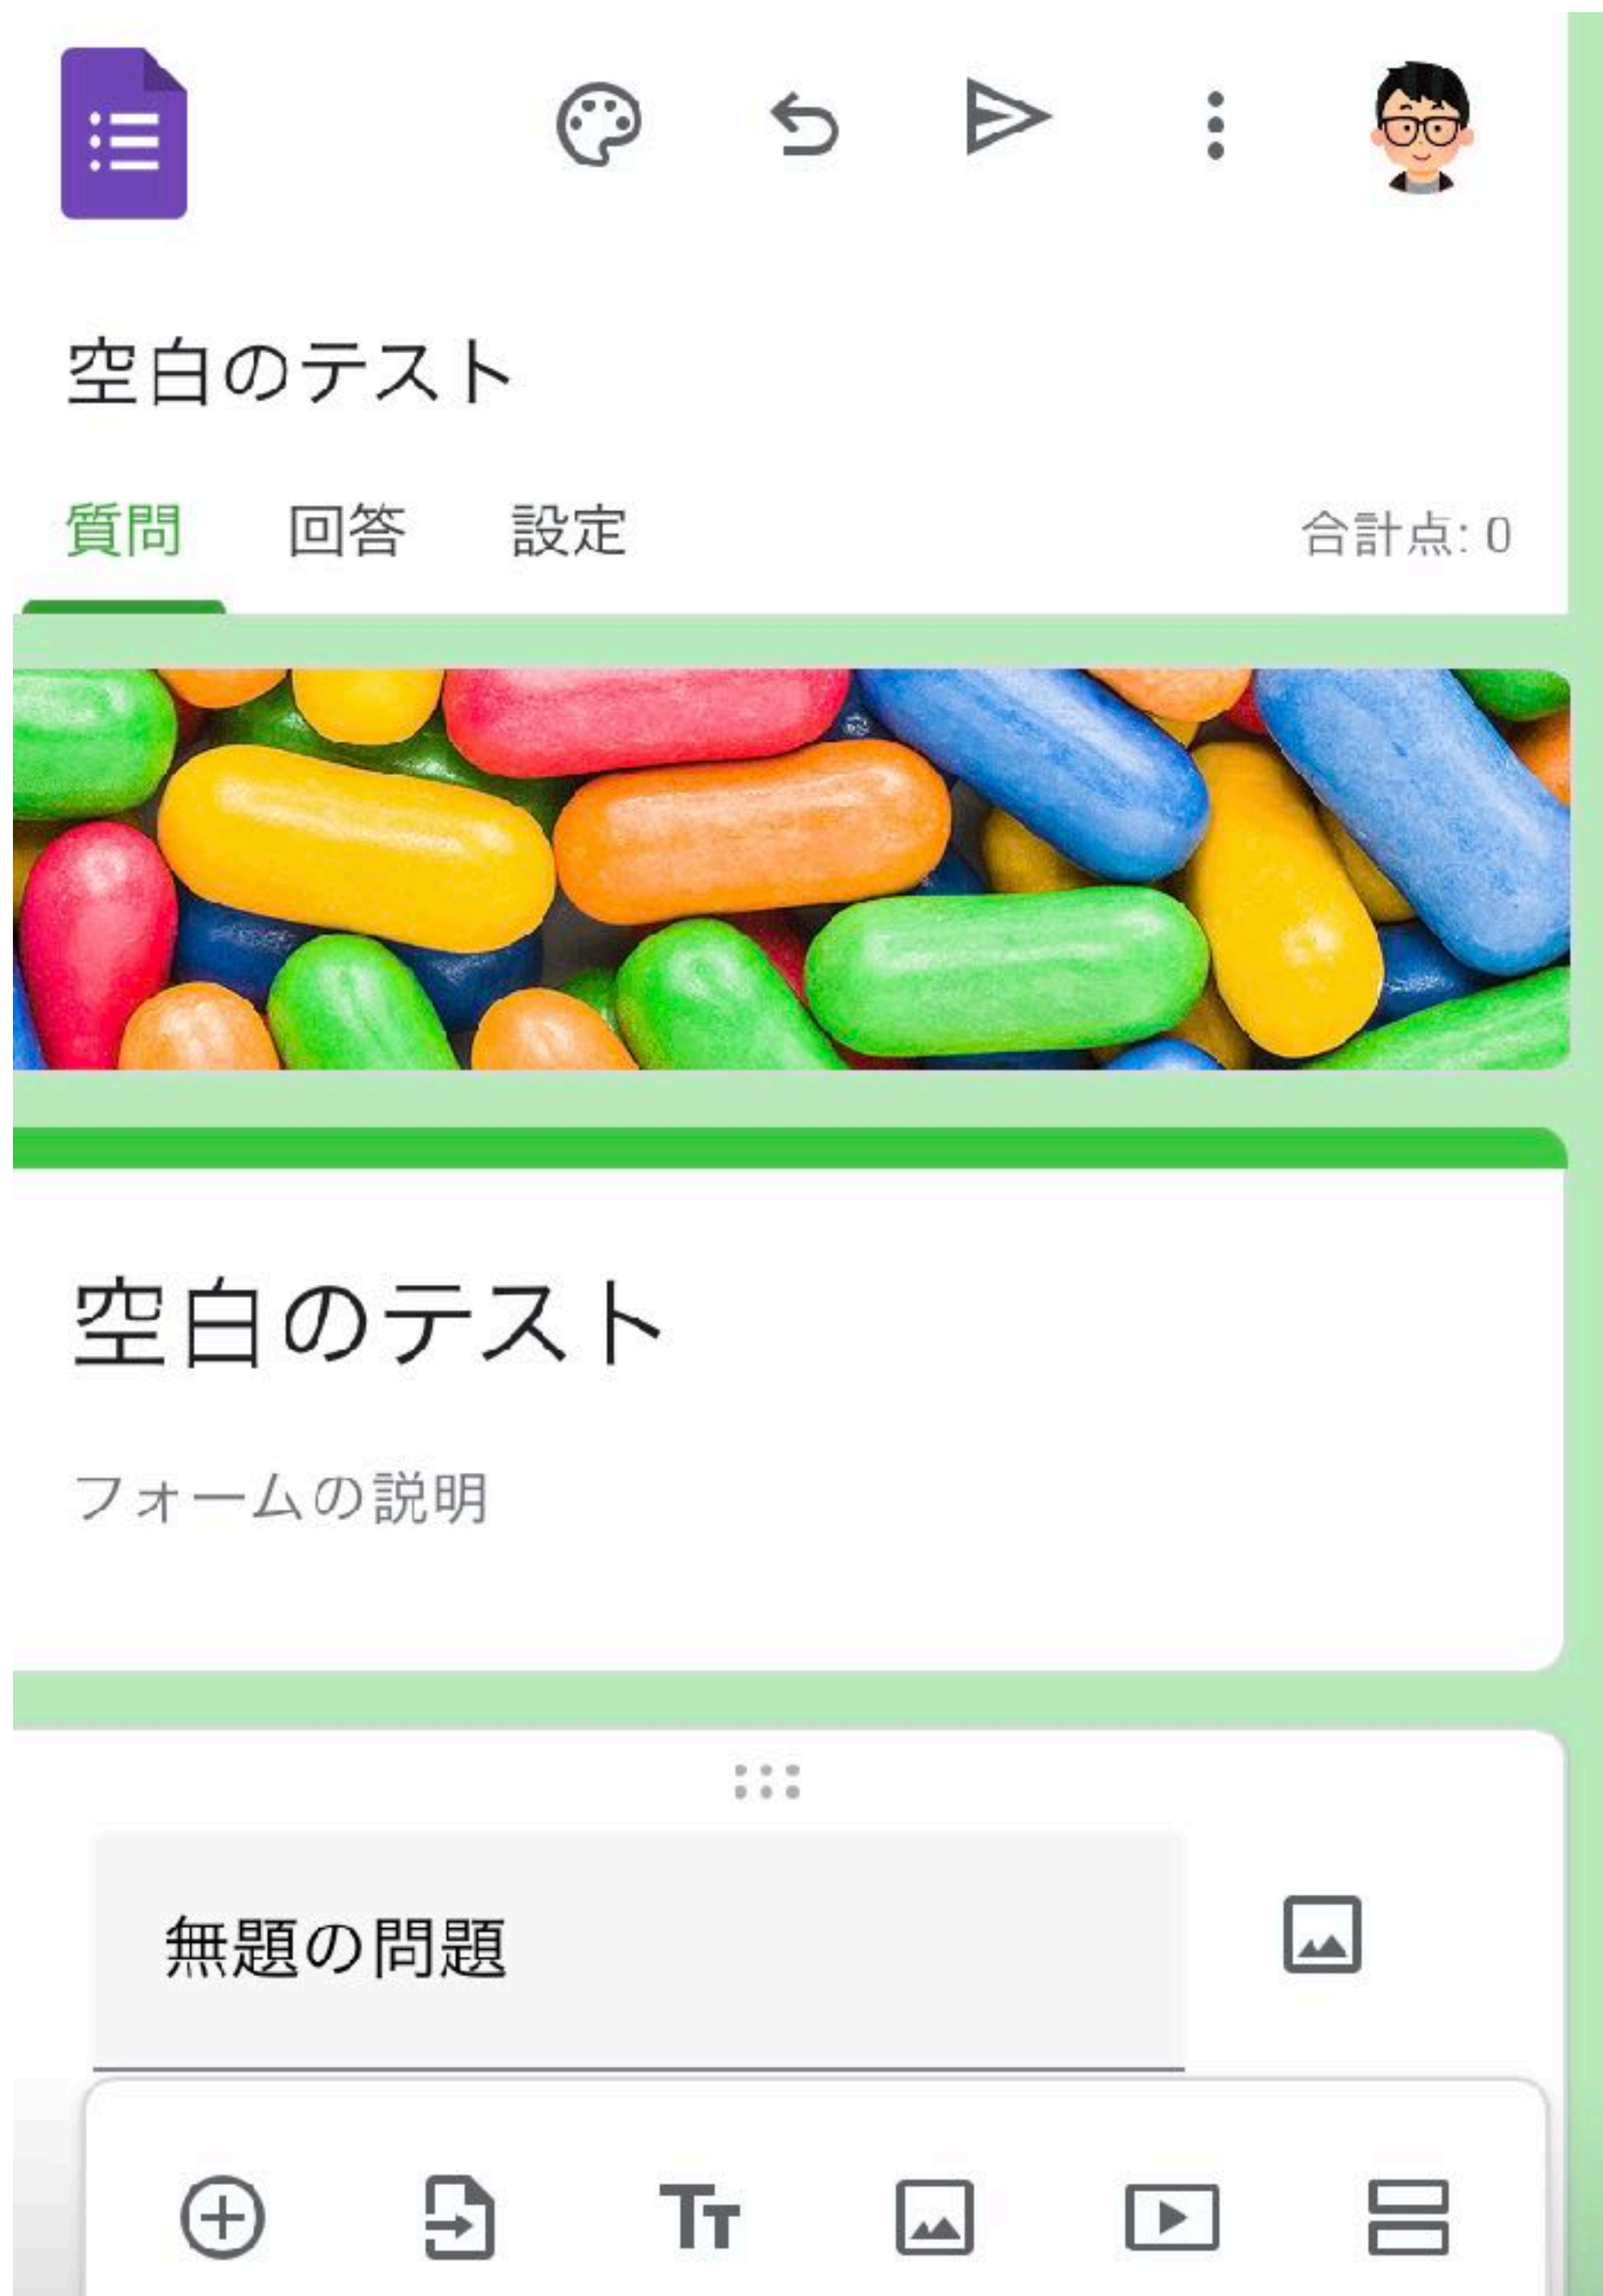 空白のテスト
質問 回答 設定 合計点: 0
空白のテスト
フォームの説明
無題の問題